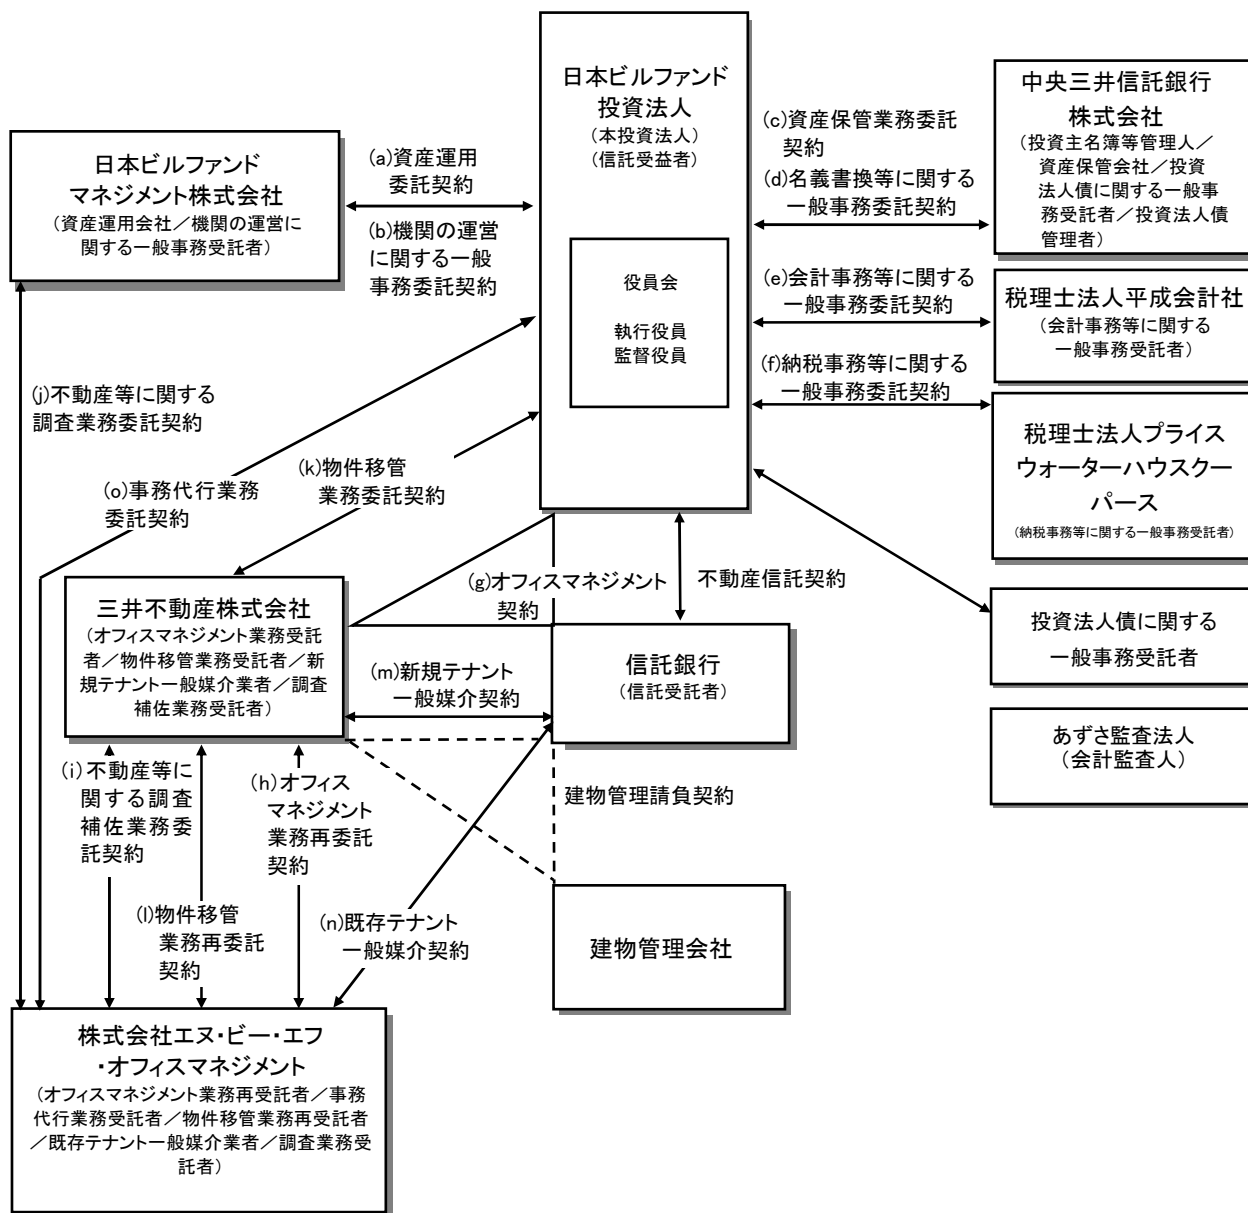 日本ビルファンド
投資法人
（本投資法人）
（信託受益者）
役員会
執行役員
監督役員
日本ビルファンド
マネジメント株式会社
（資産運用会社／機関の運営に
関する一般事務受託者）
(a)資産運用
委託契約
(b)機関の運営
に関する一般
事務委託契約
(c)資産保管業務委託
契約
(d)名義書換等に関する
一般事務委託契約
中央三井信託銀行
株式会社
（投資主名簿等管理人／
資産保管会社／投資
法人債に関する一般事
務受託者／投資法人債
管理者）
(e)会計事務等に関する
一般事務委託契約
税理士法人平成会計社
（会計事務等に関する
一般事務受託者）
(f)納税事務等に関する
一般事務委託契約
税理士法人プライス
ウォーターハウスクー
パース
（納税事務等に関する一般事務受託者）
(j)不動産等に関する
調査業務委託契約
(o)事務代行業務
委託契約
(k)物件移管
業務委託契約
(g)オフィスマネジメント
契約
不動産信託契約
投資法人債に関する
一般事務受託者
三井不動産株式会社
（オフィスマネジメント業務受託
者／物件移管業務受託者／新
規テナント一般媒介業者／調査
補佐業務受託者）
(m)新規テナント
一般媒介契約
信託銀行
（信託受託者）
あずさ監査法人
（会計監査人）
(i)不動産等に
関する調査
補佐業務委
託契約
(h)オフィス
マネジメント
業務再委託
契約
建物管理請負契約
(l)物件移管
業務再委託
契約
(n)既存テナント
一般媒介契約
建物管理会社
株式会社エヌ・ビー・エフ
・オフィスマネジメント
（オフィスマネジメント業務再受託者／事務
代行業務受託者／物件移管業務再受託者
／既存テナント一般媒介業者／調査業務受
託者）